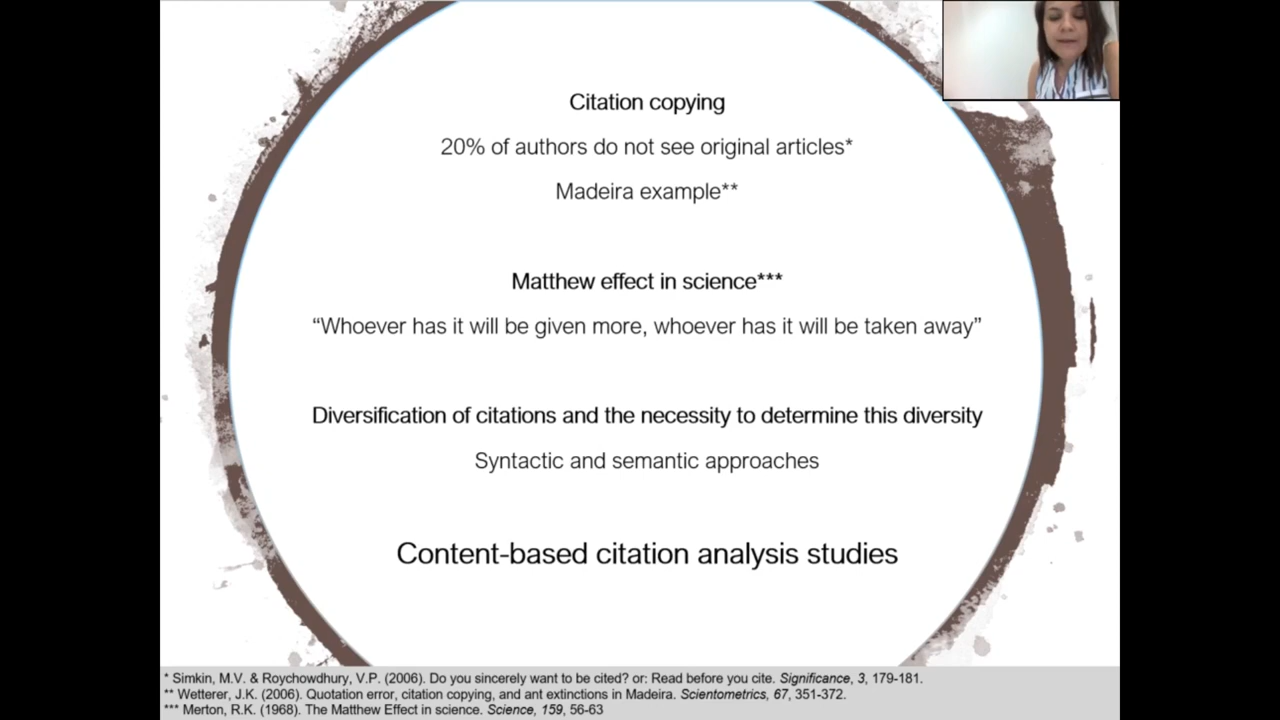 Citation copying
20% of authors do not see original articles*
Madeira example**
Matthew effect in science***
“Whoever has it will be given more, whoever has it will be taken away”
Diversification of citations and the necessity to determine this diversity
Syntactic and semantic approaches
Content-based citation analysis studies
* Simkin, M.V. & Roychowdhury, V.P. (2006). Do you sincerely want to be cited? or: Read before you cite. Significance, 3, 179-181.
** Wetterer, J.K. (2006). Quotation error, citation copying, and ant extinctions in Madeira. Scientometrics, 67, 351-372.
*** Merton, R.K. (1968). The Matthew Effect in science. Science, 159, 56-63